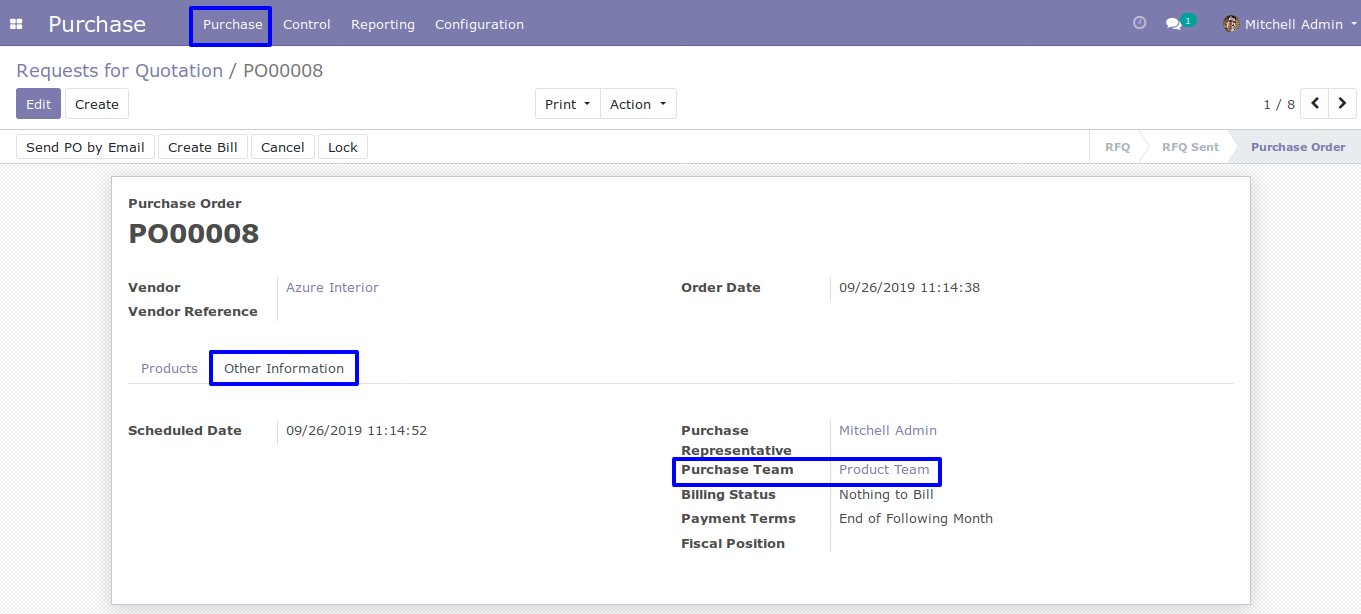 Purchase Purchase Control Reporting Configuration 1 Mitchell Admin
Requests for Quotation / PO00008
Edit Create Print Action 1 / 8
Send PO by Email Create Bill Cancel Lock RFQ RFQ Sent Purchase Order
Purchase Order
PO00008
Vendor Azure Interior Order Date 09/26/2019 11:14:38
Vendor Reference
Products Other Information
Scheduled Date 09/26/2019 11:14:52 Purchase Mitchell Admin
Representative
Purchase Team Product Team
Billing Status Nothing to Bill
Payment Terms End of Following Month
Fiscal Position